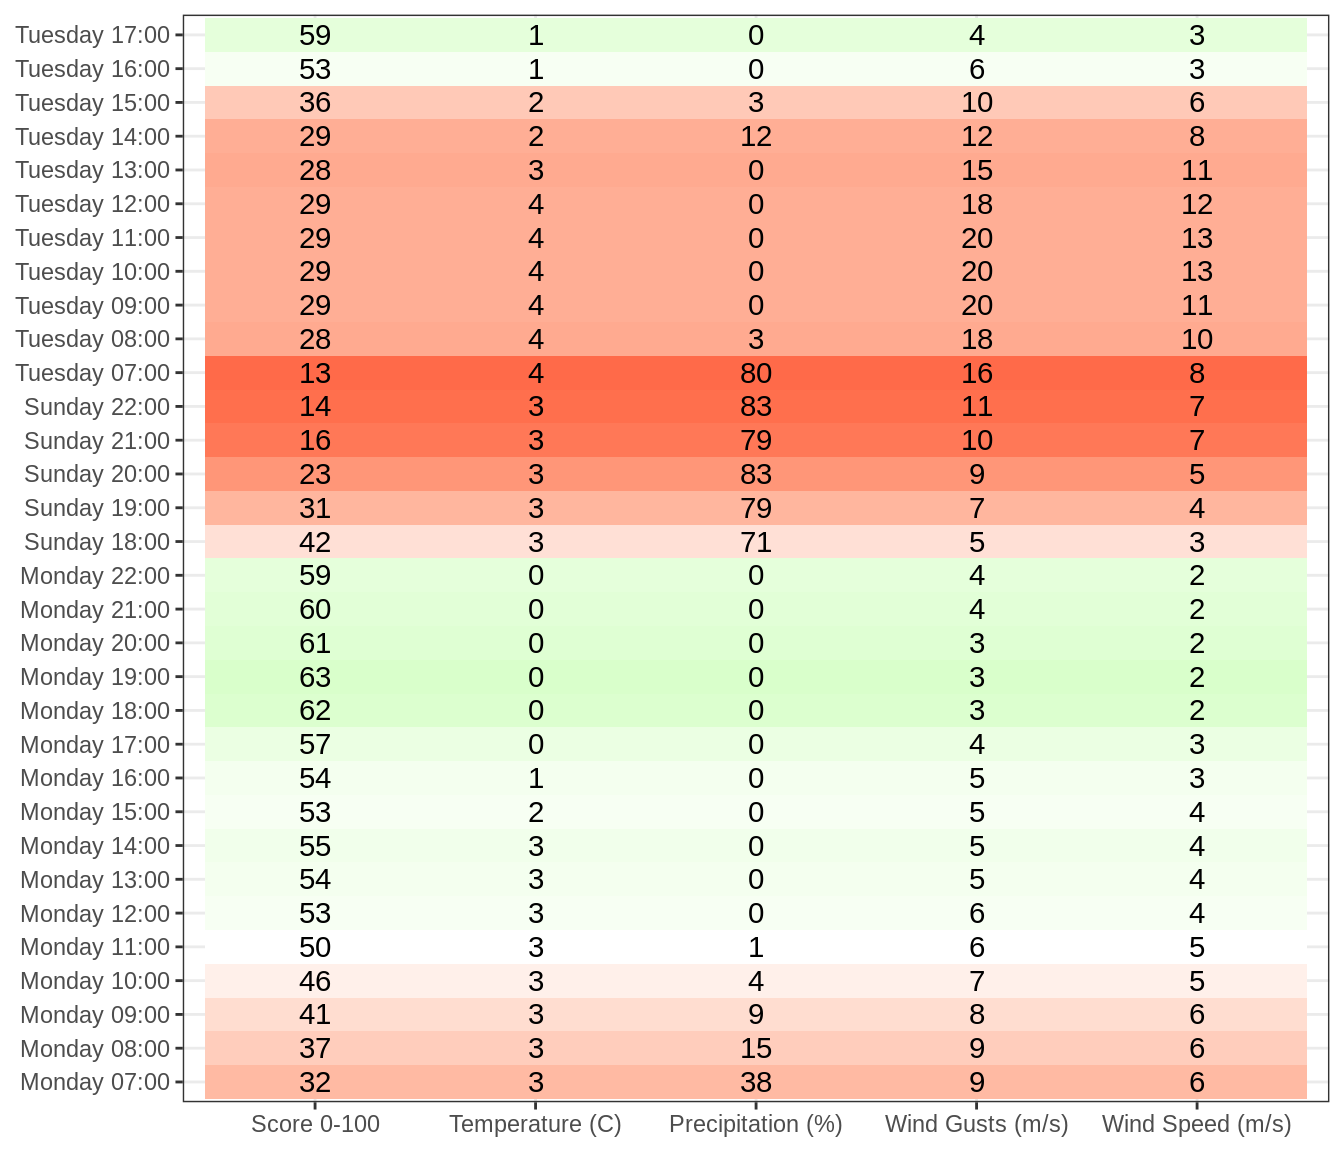 Tuesday 17:00 59 1 0 4 3
Tuesday 16:00 53 1 0 6 3
Tuesday 15:00 36 2 3 10 6
Tuesday 14:00 29 2 12 12 8
Tuesday 13:00 28 3 0 15 11
Tuesday 12:00 29 4 0 18 12
Tuesday 11:00 29 4 0 20 13
Tuesday 10:00 29 4 0 20 13
Tuesday 09:00 29 4 0 20 11
Tuesday 08:00 28 4 3 18 10
Tuesday 07:00 13 4 80 16 8
Sunday 22:00 14 3 83 11 7
Sunday 21:00 16 3 79 10 7
Sunday 20:00 23 3 83 9 5
Sunday 19:00 31 3 79 7 4
Sunday 18:00 42 3 71 5 3
Monday 22:00 59 0 0 4 2
Monday 21:00 60 0 0 4 2
Monday 20:00 61 0 0 3 2
Monday 19:00 63 0 0 3 2
Monday 18:00 62 0 0 3 2
Monday 17:00 57 0 0 4 3
Monday 16:00 54 1 0 5 3
Monday 15:00 53 2 0 5 4
Monday 14:00 55 3 0 5 4
Monday 13:00 54 3 0 5 4
Monday 12:00 53 3 0 6 4
Monday 11:00 50 3 1 6 5
Monday 10:00 46 3 4 7 5
Monday 09:00 41 3 9 8 6
Monday 08:00 37 3 15 9 6
Monday 07:00 32 3 38 9 6
Score 0-100 Temperature (C) Precipitation (%) Wind Gusts (m/s) Wind Speed (m/s)